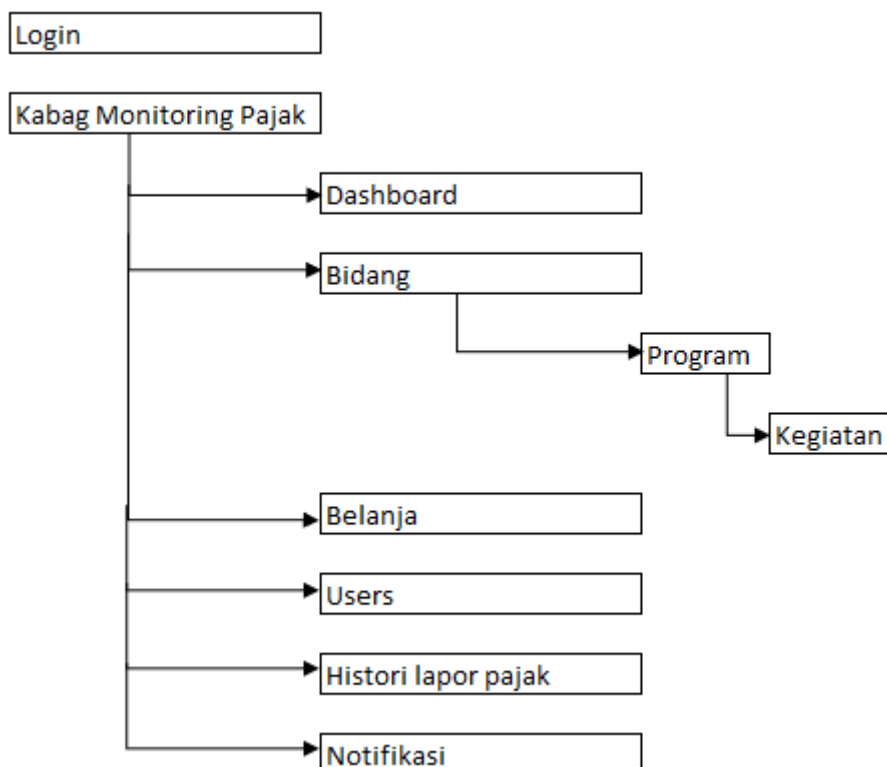 Login
Kabag Monitoring Pajak
Dashboard
Bidang
Program
Kegiatan
Belanja
Users
Histori lapor pajak
Notifikasi